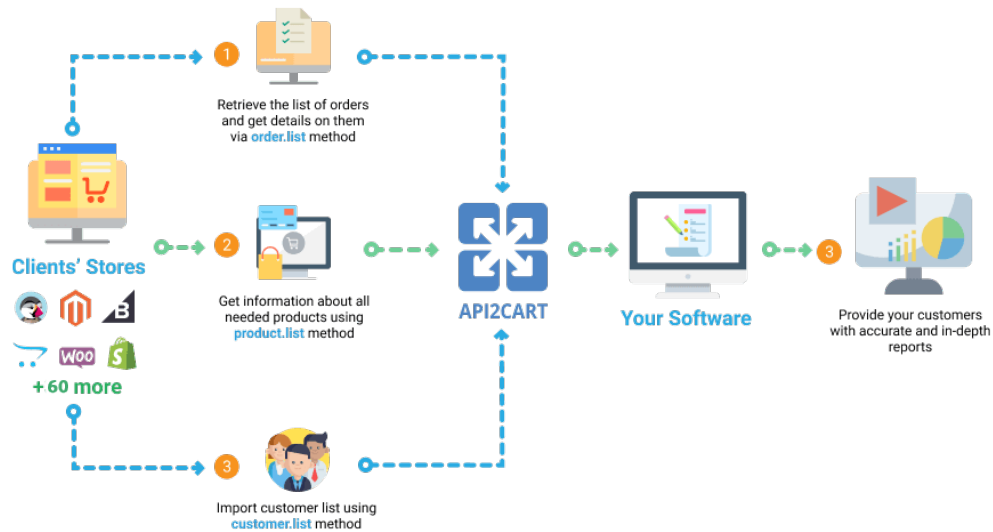 1
Retrieve the list of orders
and get details on them
via order.list method
Clients’ Stores
B
WOO
S
+60 more
2
Get information about all
needed products using
product.list method
3
Import customer list using
customer.list method
API2CART
Your Software
3
Provide your customers
with accurate and in-depth
reports